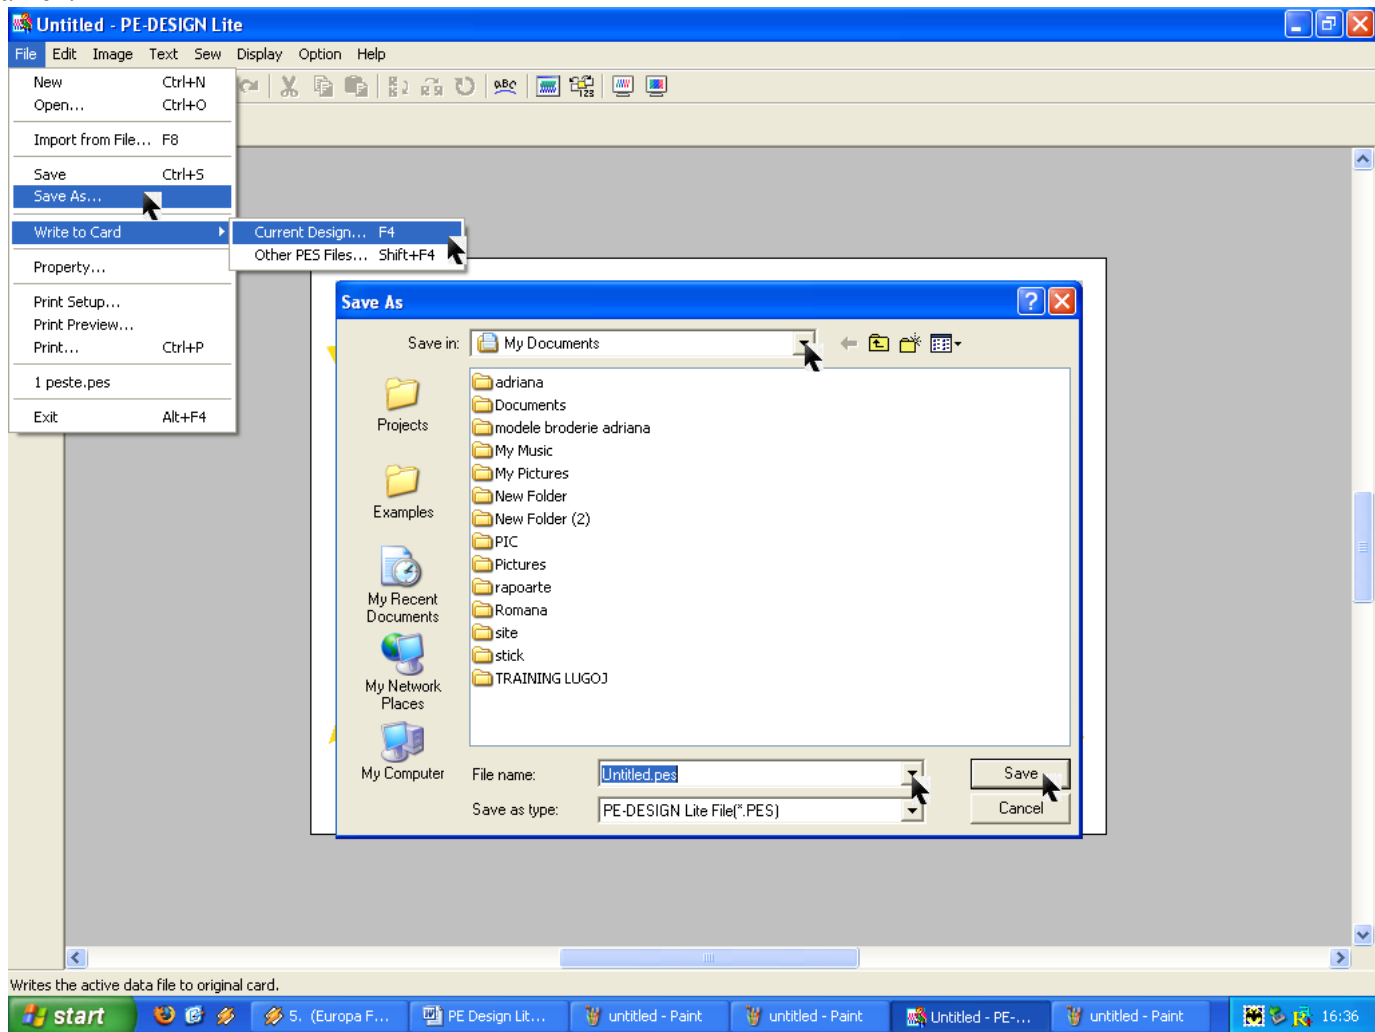 Untitled - PE-DESIGN Lite
File Edit Image Text Sew Display Option Help
New Ctrl+N
Open... Ctrl+O
Import from File... F8
Save Ctrl+S
Save As...
Write to Card
Current Design... F4
Other PES Files... Shift+F4
Property...
Print Setup...
Print Preview...
Print... Ctrl+P
1 peste.pes
Exit Alt+F4
ABC
123
Save As
Save in: My Documents
Projects
Examples
My Recent
Documents
My Network
Places
My Computer
adriana
Documents
modele broderie adriana
My Music
My Pictures
New Folder
New Folder (2)
PIC
Pictures
rapoarte
Romana
site
stick
TRAINING LUGOJ
File name: Untitled.pes Save
Save as type: PE-DESIGN Lite File(*.PES) Cancel
Writes the active data file to original card.
start 5. (Europa F... PE Design Lit... untitled - Paint untitled - Paint Untitled - PE-... untitled - Paint 16:36